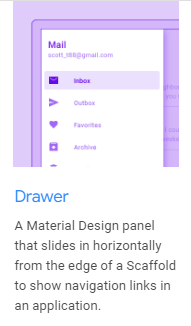 Mail
scott_t88@gmail.com
Inbox
Outbox
Favorites
Archive
Drawer
A Material Design panel
that slides in horizontally
from the edge of a Scaffold
to show navigation links in
an application.